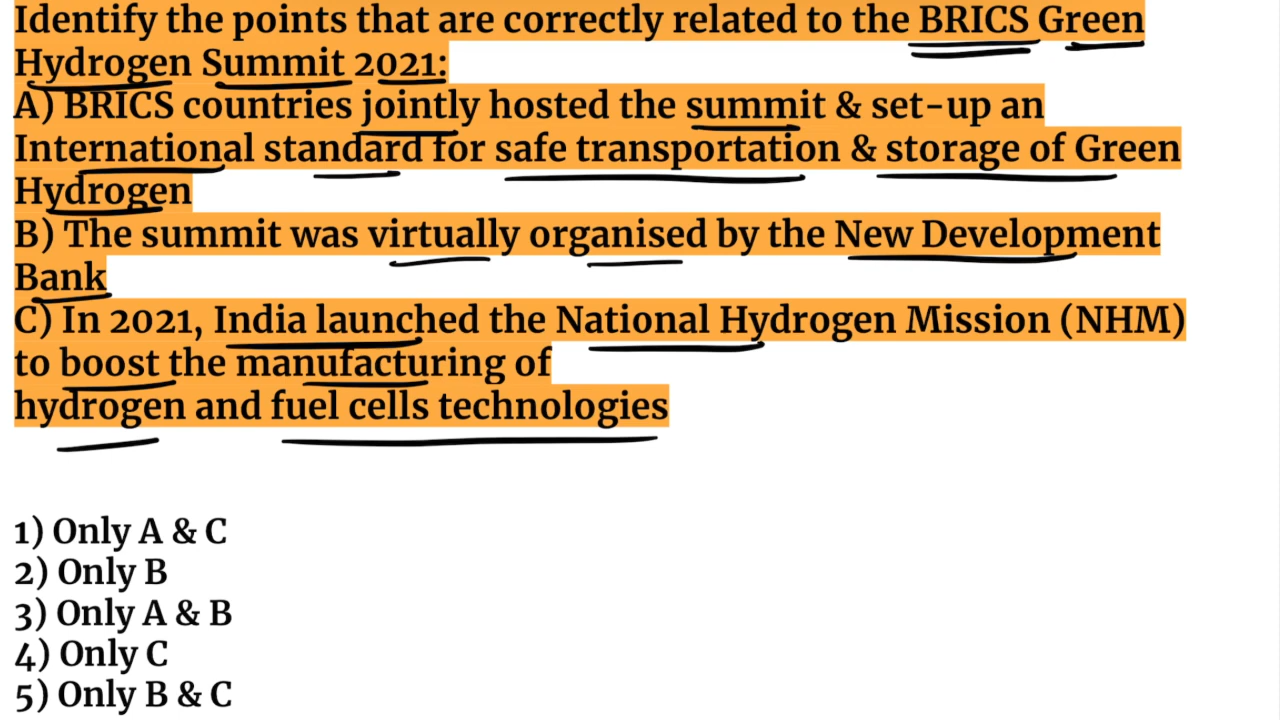 Identify the points that are correctly related to the BRICS Green
Hydrogen Summit 2021:
A) BRICS countries jointly hosted the summit & set-up an
International standard for safe transportation & storage of Green
Hydrogen
B) The summit was virtually organised by the New Development
Bank
C) In 2021, India launched the National Hydrogen Mission (NHM)
to boost the manufacturing of
hydrogen and fuel cells technologies
1) Only A & C
2) Only B
3) Only A & B
4) Only C
5) Only B & C